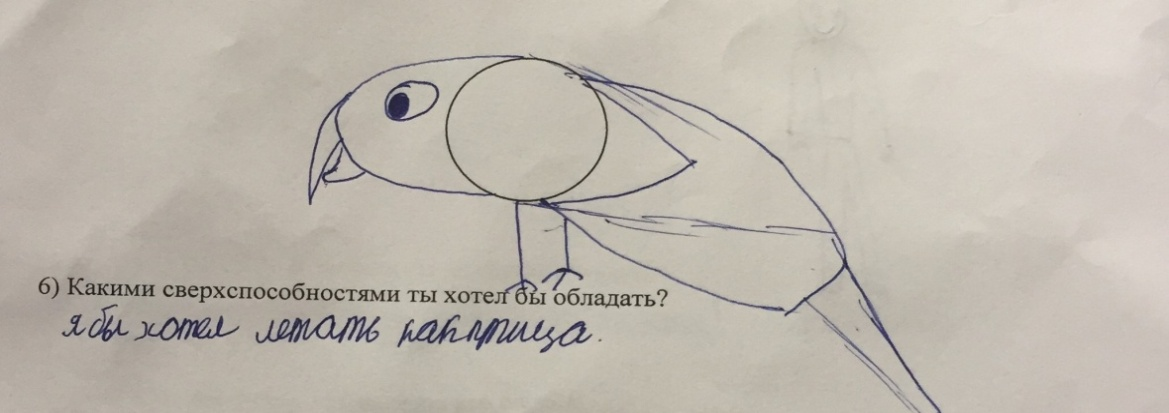 6) Какими сверхспособностями ты хотел бы обладать?
я бы хотел летать как птица.